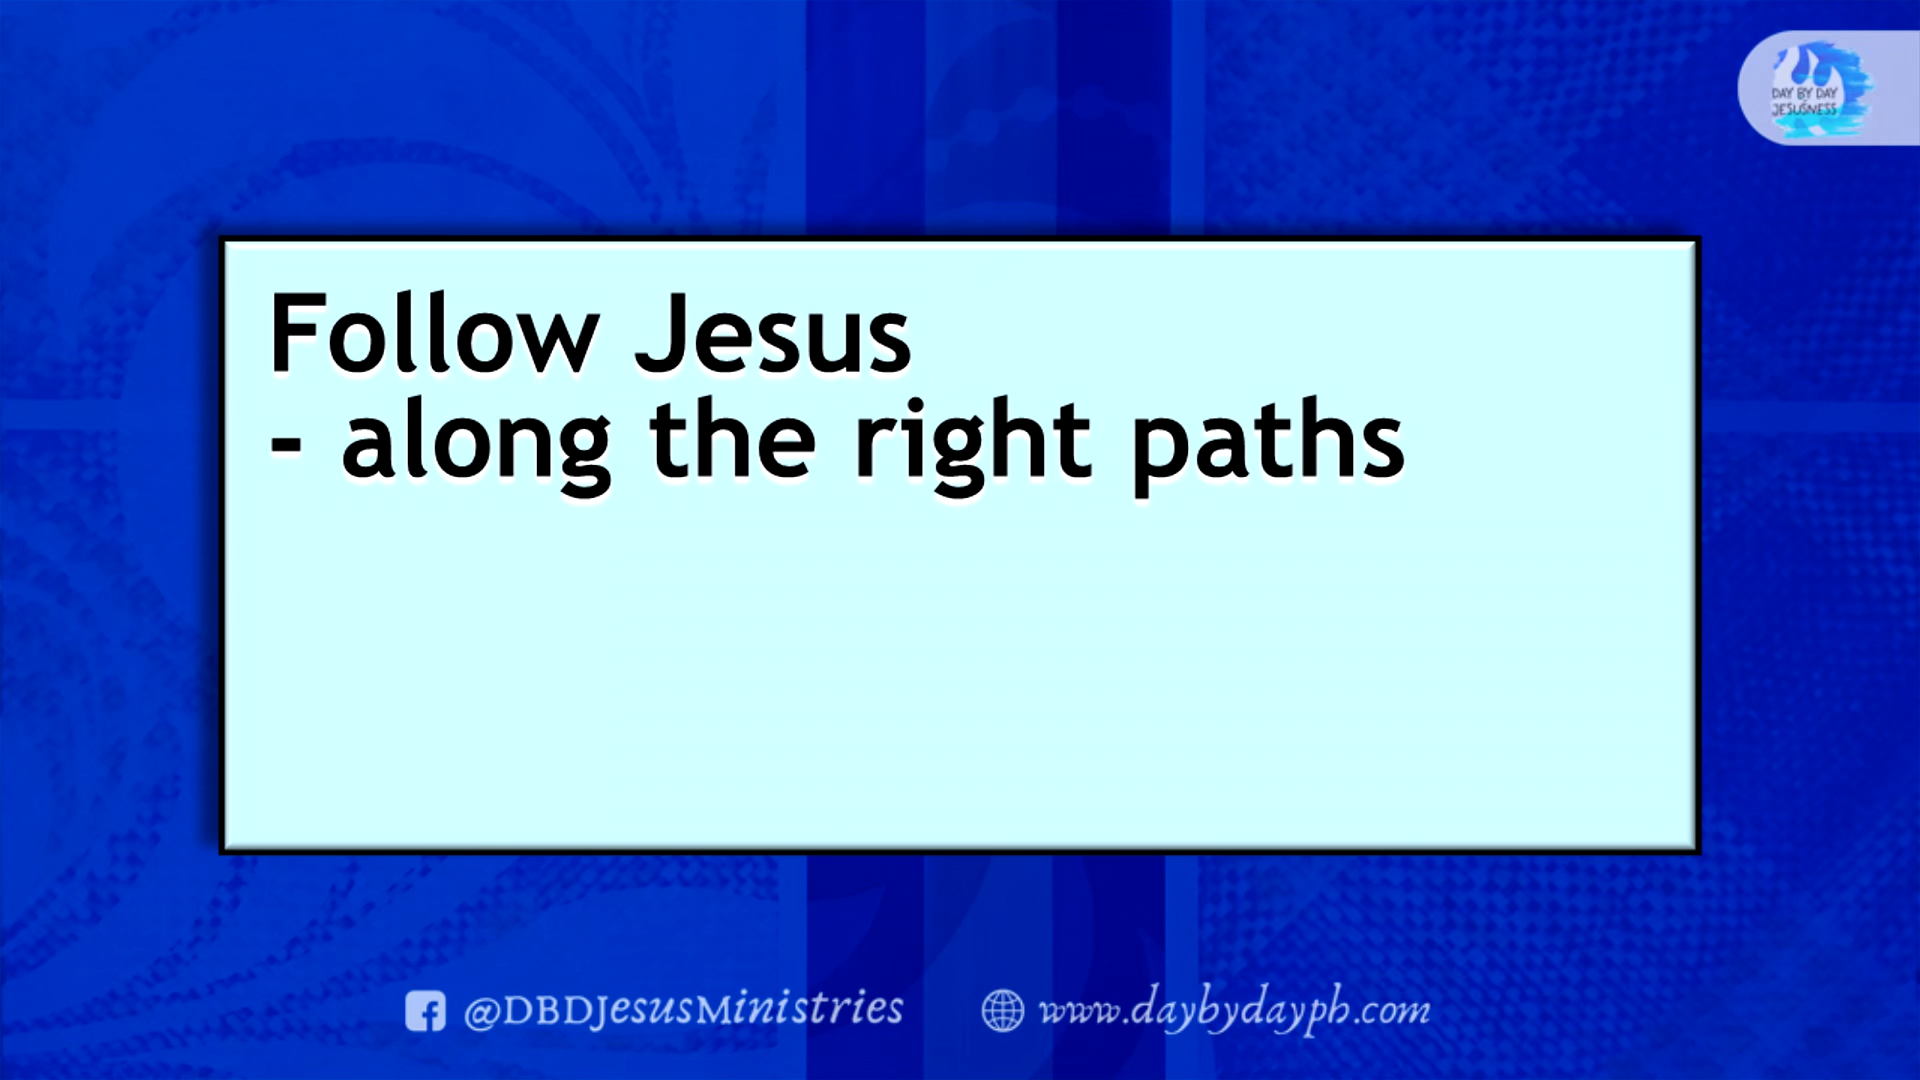 DAY BY DAY
JESUSNESS
Follow Jesus
- along the right paths
@DBDJesusMinistries
www.daybydayph.com